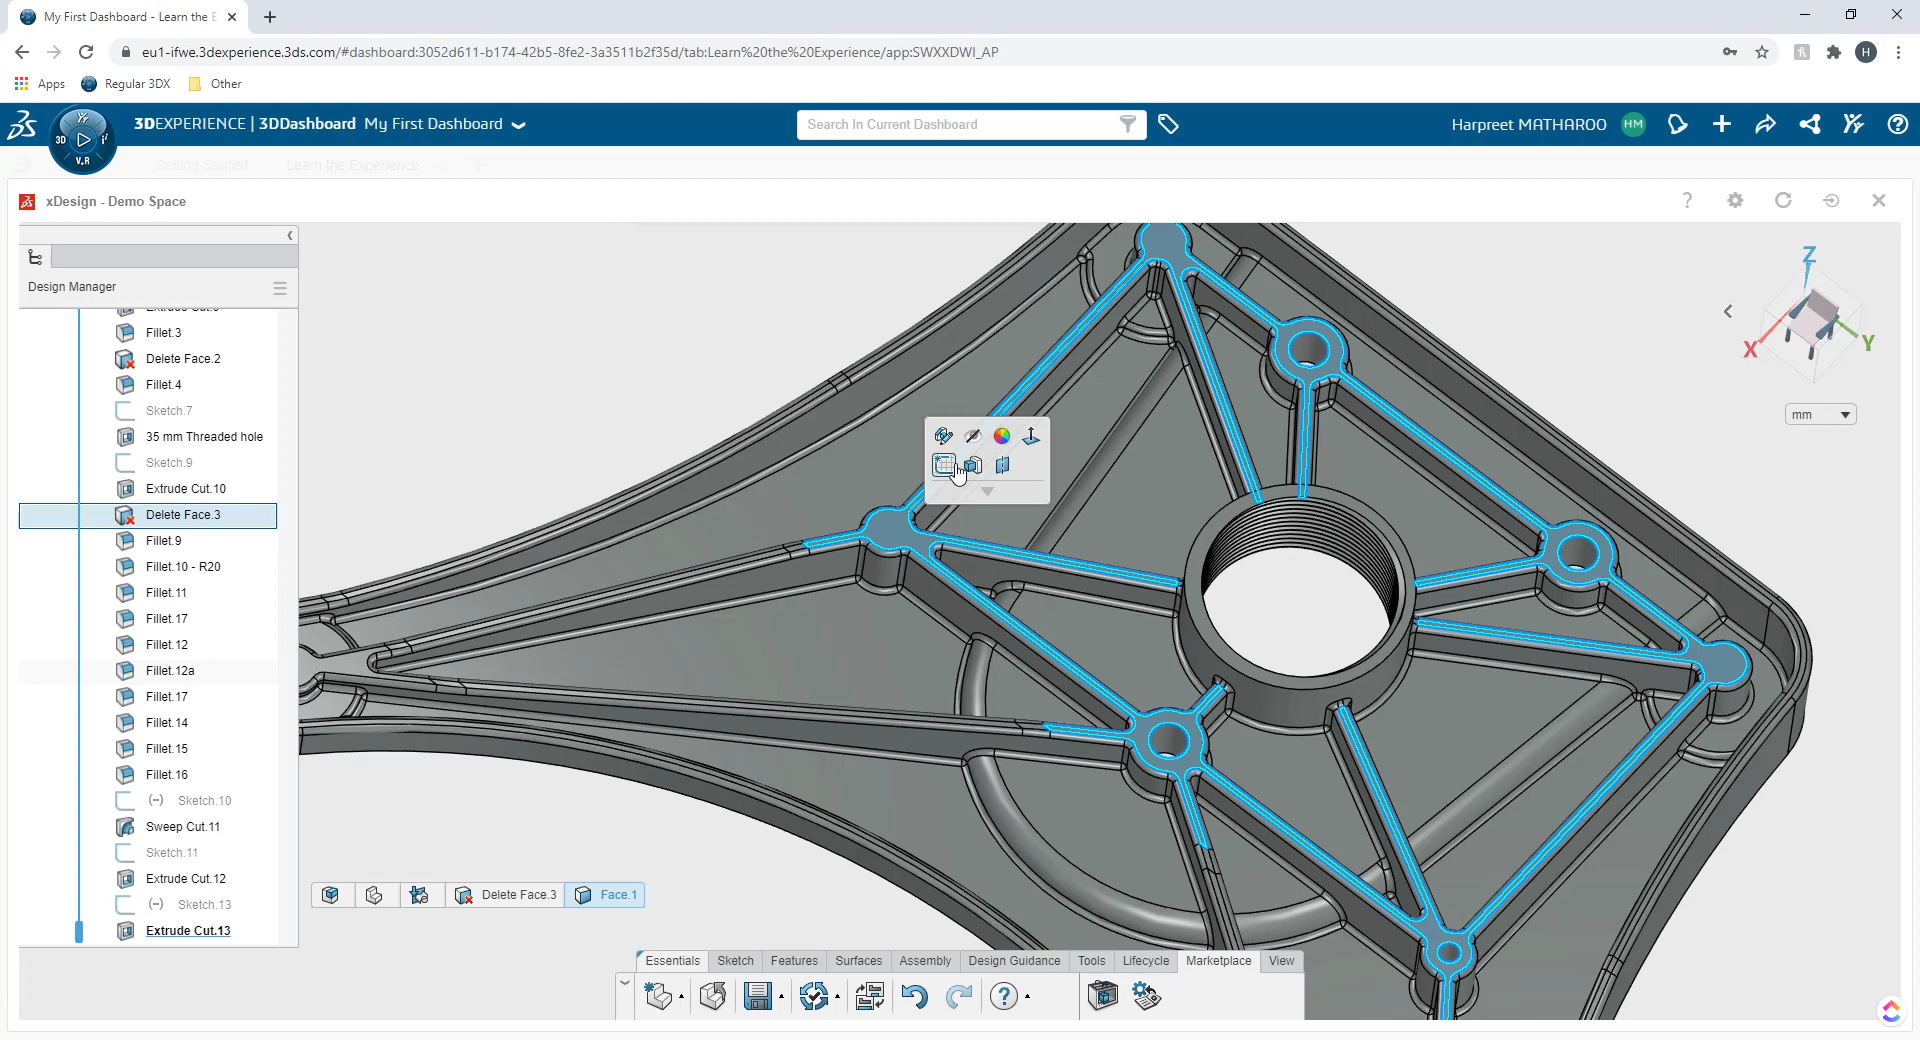 My First Dashboard - Learn the E
eu1-ifwe.3dexperience.3ds.com/#dashboard:3052d611-b174-42b5-8fe2-3a3511b2f35d/tab:Learn%20the%20Experience/app:SWXXDWI_AP
H
Apps
Regular 3DX
Other
3D
V.R
3DEXPERIENCE | 3DDashboard My First Dashboard
Search In Current Dashboard
Harpreet MATHAROO
HM
Getting Started
Learn the Experience
xDesign - Demo Space
Design Manager
Fillet.3
Delete Face.2
Fillet.4
Sketch.7
35 mm Threaded hole
Sketch.9
Extrude Cut.10
Delete Face.3
Fillet.9
Fillet.10 - R20
Fillet.11
Fillet.17
Fillet.12
Fillet.12a
Fillet.17
Fillet.14
Fillet.15
Fillet.16
(-) Sketch.10
Sweep Cut.11
Sketch.11
Extrude Cut.12
(-) Sketch.13
Extrude Cut.13
Z
X
Y
mm
Delete Face.3
Face.1
Essentials
Sketch
Features
Surfaces
Assembly
Design Guidance
Tools
Lifecycle
Marketplace
View